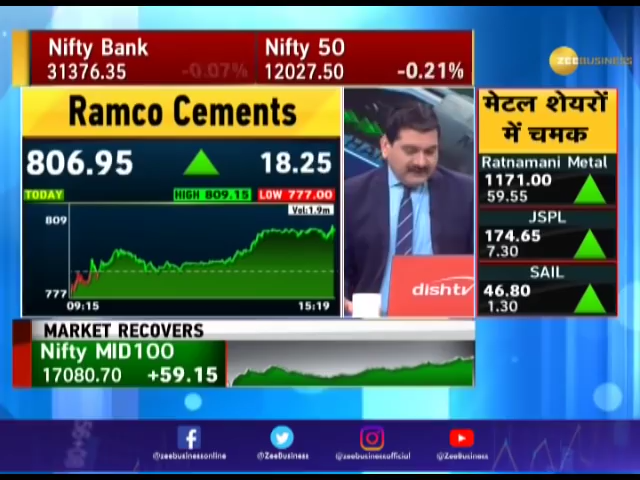 Nifty Bank
31376.35
-0.07%
Nifty 50
12027.50
-0.21%
ZEEBUSINESS
Ramco Cements
806.95
18.25
TODAY
HIGH 809.15
LOW 777.00
Vol:1.9m
809
777
09:15
15:19
dishtv
मेटल शेयरों
में चमक
Ratnamani Metal
1171.00
59.55
JSPL
174.65
7.30
SAIL
46.80
1.30
MARKET RECOVERS
Nifty MID100
17080.70
+59.15
@zeebusinessonline
@ZeeBusiness
@zeebusinessofficial
@ZeeBusiness